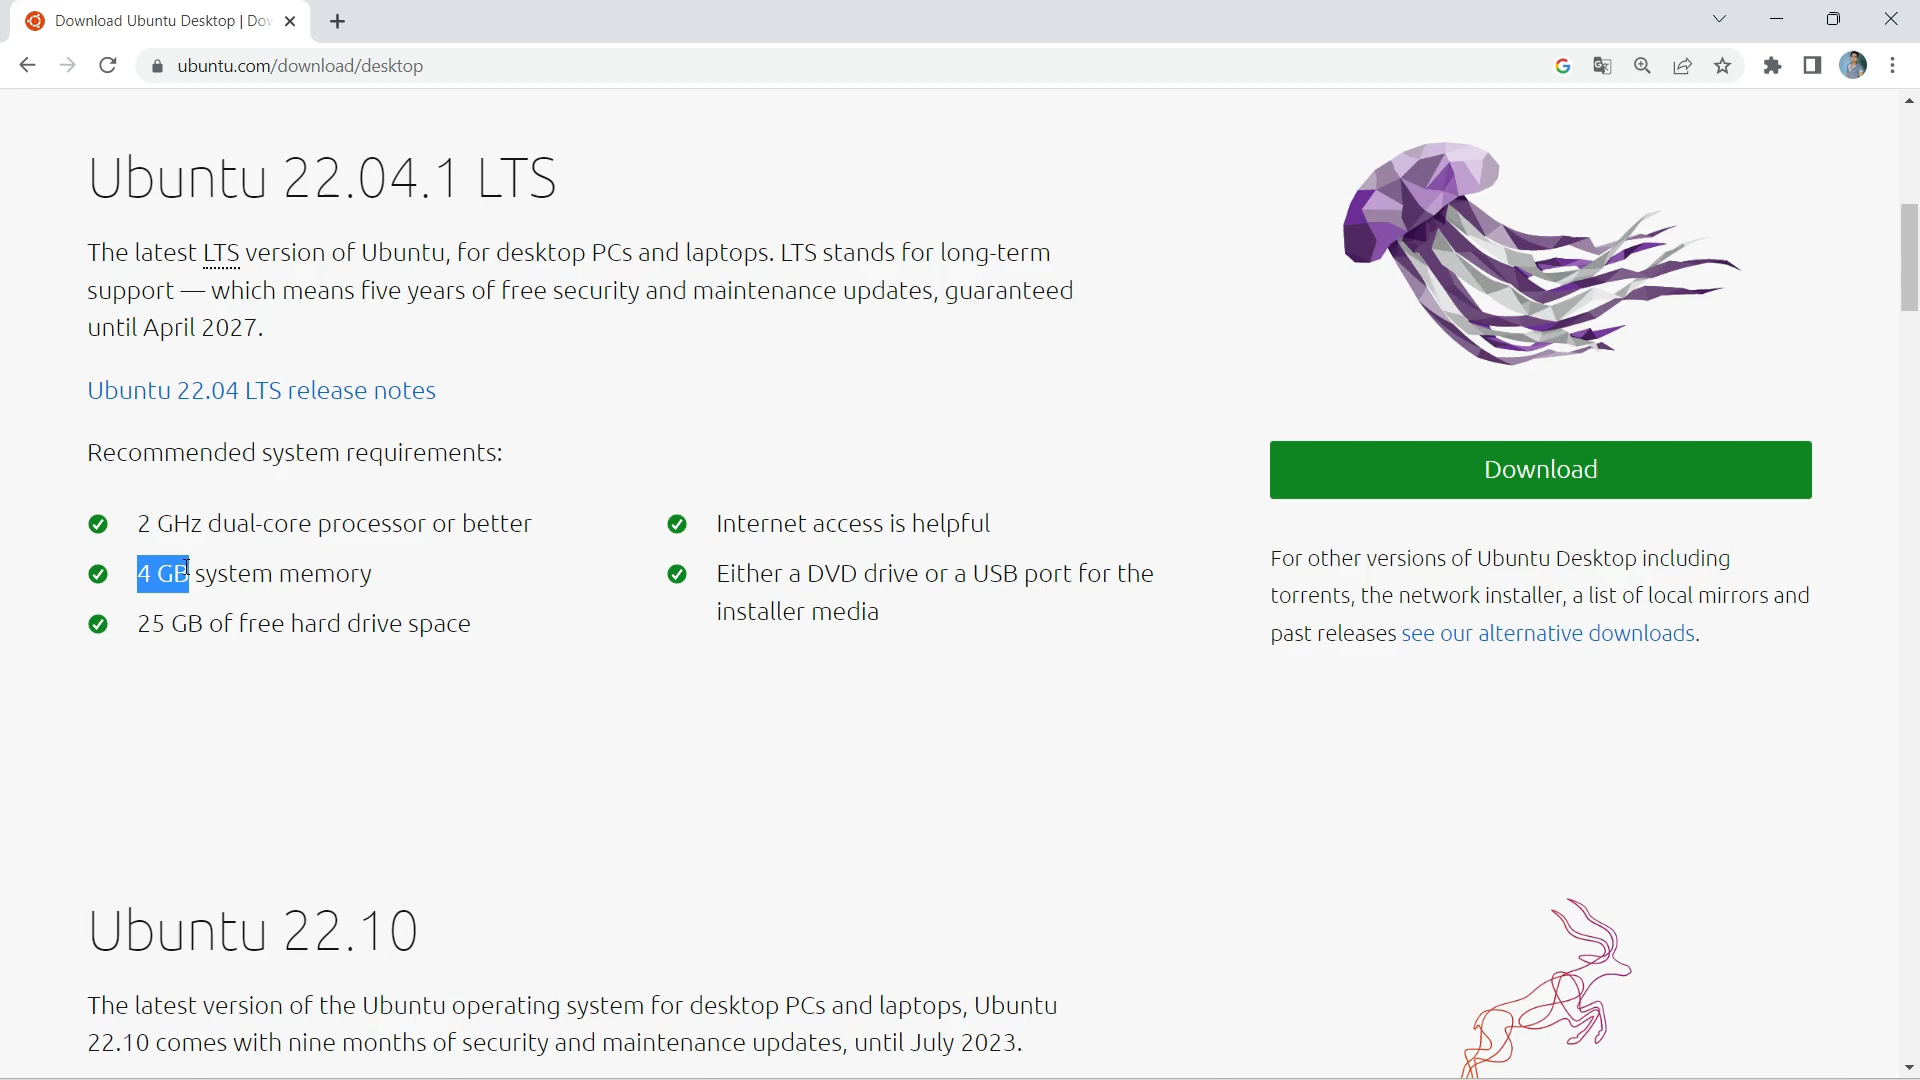 Download Ubuntu Desktop | Do
ubuntu.com/download/desktop
Ubuntu 22.04.1 LTS
The latest LTS version of Ubuntu, for desktop PCs and laptops. LTS stands for long-term
support — which means five years of free security and maintenance updates, guaranteed
until April 2027.
Ubuntu 22.04 LTS release notes
Recommended system requirements:
2 GHz dual-core processor or better
4 GB system memory
25 GB of free hard drive space
Internet access is helpful
Either a DVD drive or a USB port for the
installer media
Download
For other versions of Ubuntu Desktop including
torrents, the network installer, a list of local mirrors and
past releases see our alternative downloads.
Ubuntu 22.10
The latest version of the Ubuntu operating system for desktop PCs and laptops, Ubuntu
22.10 comes with nine months of security and maintenance updates, until July 2023.